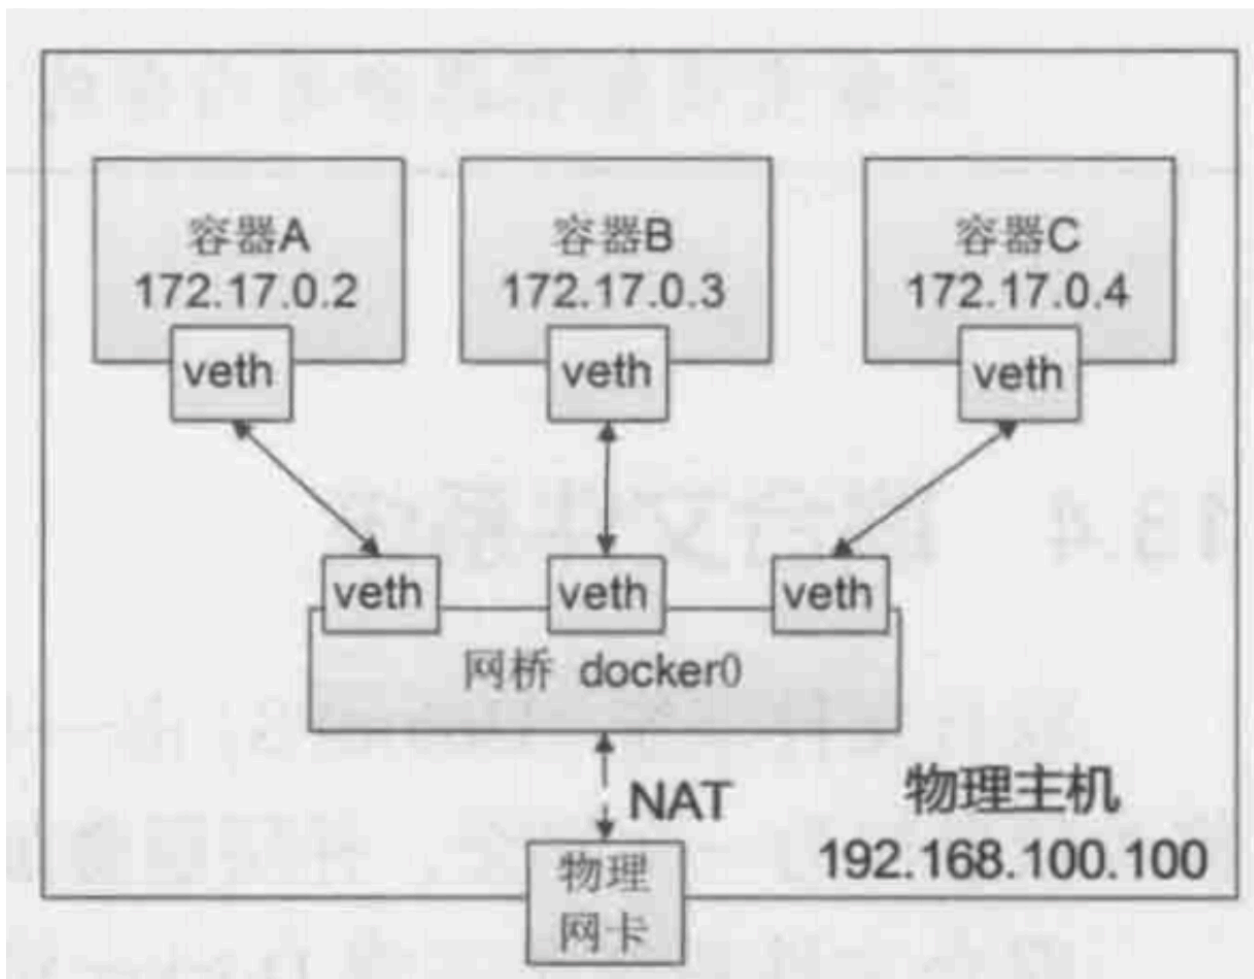 容器A
172.17.0.2
veth
容器B
172.17.0.3
veth
容器C
172.17.0.4
veth
veth
veth
veth
网桥 docker0
NAT
物理主机
192.168.100.100
物理
网卡